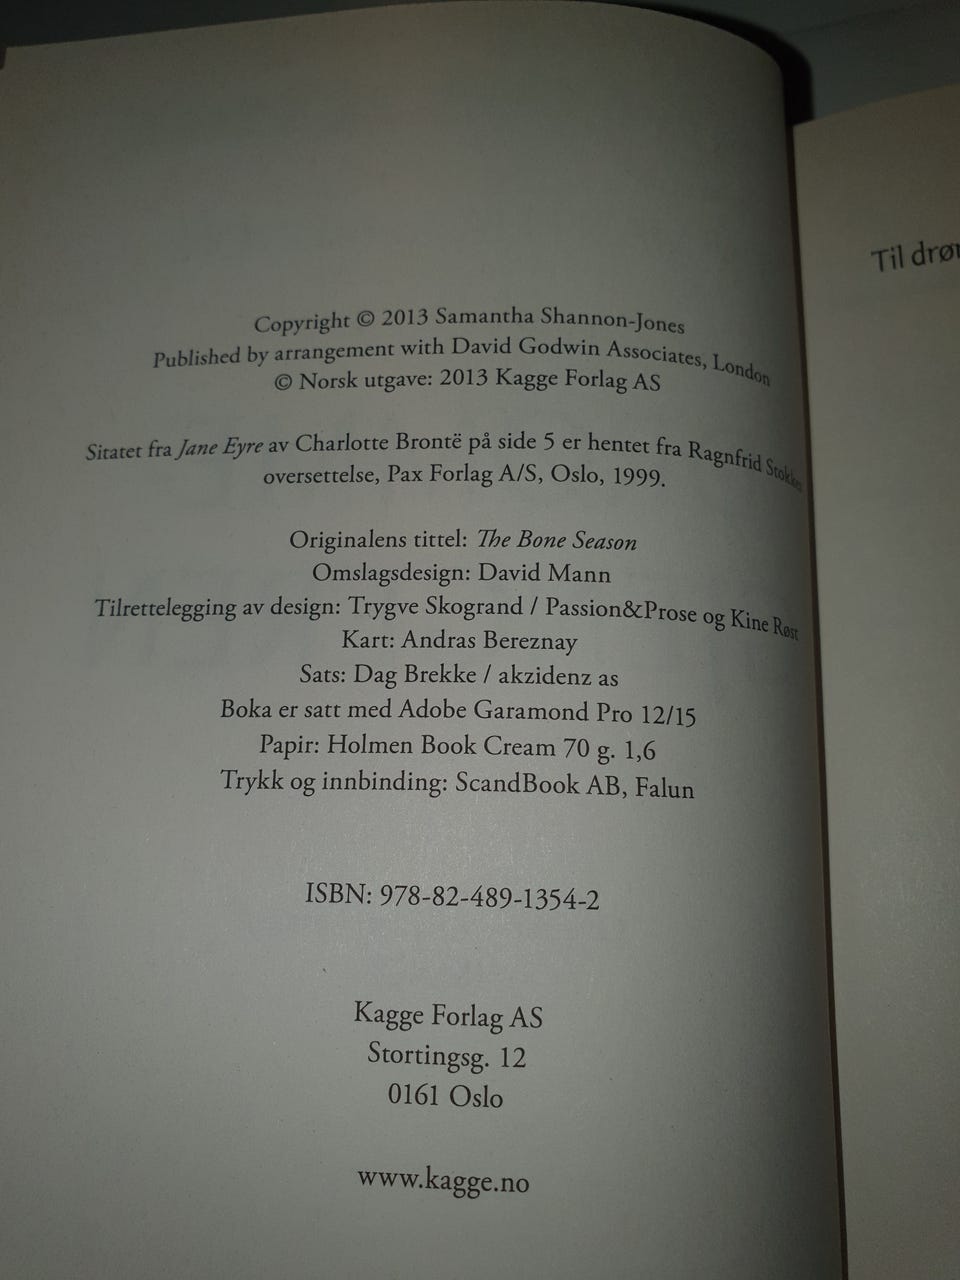 Copyright © 2013 Samantha Shannon-Jones
Published by arrangement with David Godwin Associates, London
© Norsk utgave: 2013 Kagge Forlag AS
Sitatet fra Jane Eyre av Charlotte Brontë på side 5 er hentet fra Ragnfrid
oversettelse, Pax Forlag A/S, Oslo, 1999.
Originalens tittel: The Bone Season
Omslagsdesign: David Mann
Tilrettelegging av design: Trygve Skogrand / Passion&Prose og Kine Røst
Kart: Andras Bereznay
Sats: Dag Brekke / akzidenz as
Boka er satt med Adobe Garamond Pro 12/15
Papir: Holmen Book Cream 70 g. 1,6
Trykk og innbinding: ScandBook AB, Falun
ISBN: 978-82-489-1354-2
Kagge Forlag AS
Stortingsg. 12
0161 Oslo
www.kagge.no
Til